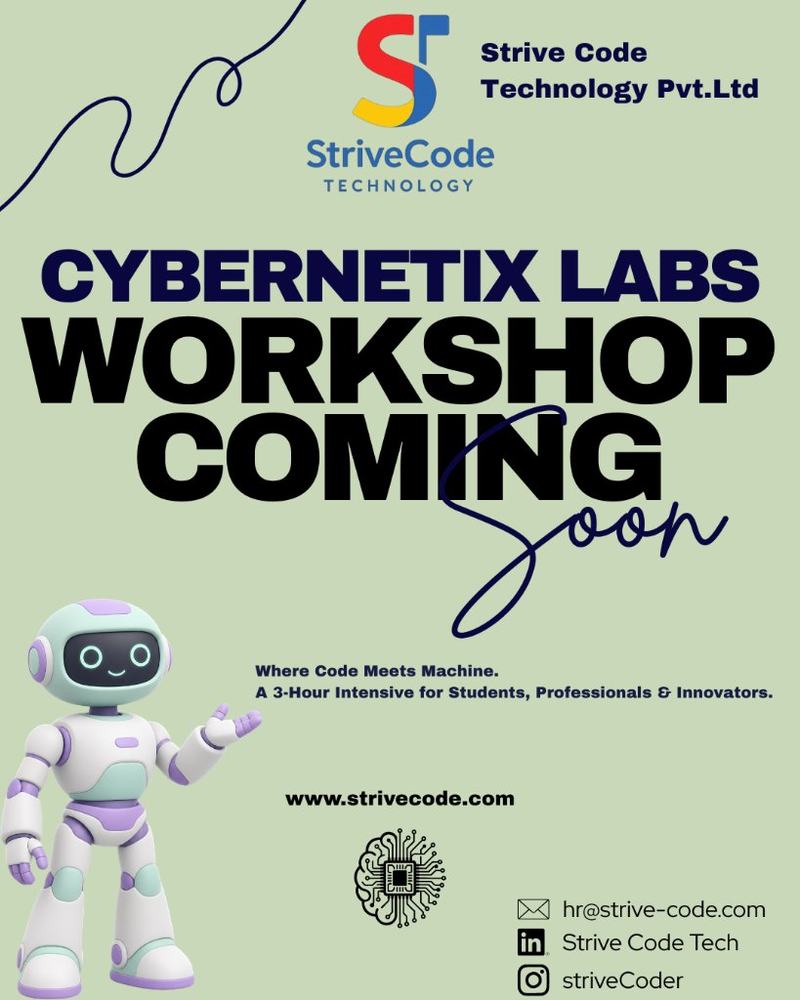 Strive Code
Technology Pvt.Ltd
StriveCode
TECHNOLOGY
CYBERNETIX LABS
WORKSHOP
COMING
Soon
Where Code Meets Machine.
A 3-Hour Intensive for Students, Professionals & Innovators.
www.strivecode.com
hr@strive-code.com
in
Strive Code Tech
striveCoder